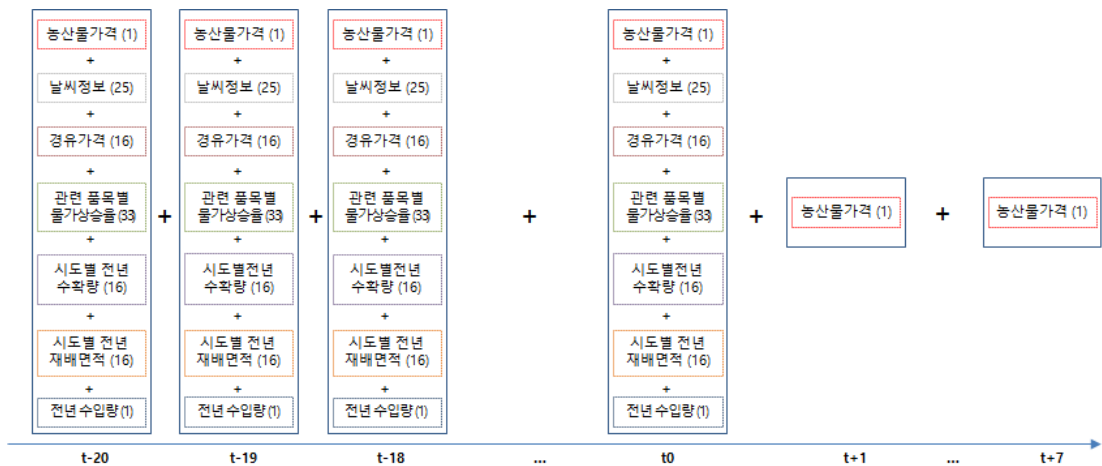 농산물가격 (1)
+
날씨정보 (25)
+
경유가격 (16)
+
관련 품목별
물가상승율 (33)
+
시도별 전년
수확량 (16)
+
시도별 전년
재배면적 (16)
+
전년 수입량 (1)
+
농산물가격 (1)
+
날씨정보 (25)
+
경유가격 (16)
+
관련 품목별
물가상승율 (33)
+
시도별전년
수확량 (16)
+
시도별 전년
재배면적 (16)
+
전년 수입량 (1)
+
농산물가격 (1)
+
날씨정보 (25)
+
경유가격 (16)
+
관련 품목별
물가상승율 (33)
+
시도별전년
수확량 (16)
+
시도별 전년
재배면적 (16)
+
전년 수입량 (1)
+
농산물가격 (1)
+
날씨정보 (25)
+
경유가격 (16)
+
관련 품목별
물가상승율 (33)
+
시도별전년
수확량 (16)
+
시도별 전년
재배면적 (16)
+
전년 수입량 (1)
+
농산물가격 (1)
+
농산물가격 (1)
t-20 t-19 t-18 ... t0 t+1 ... t+7